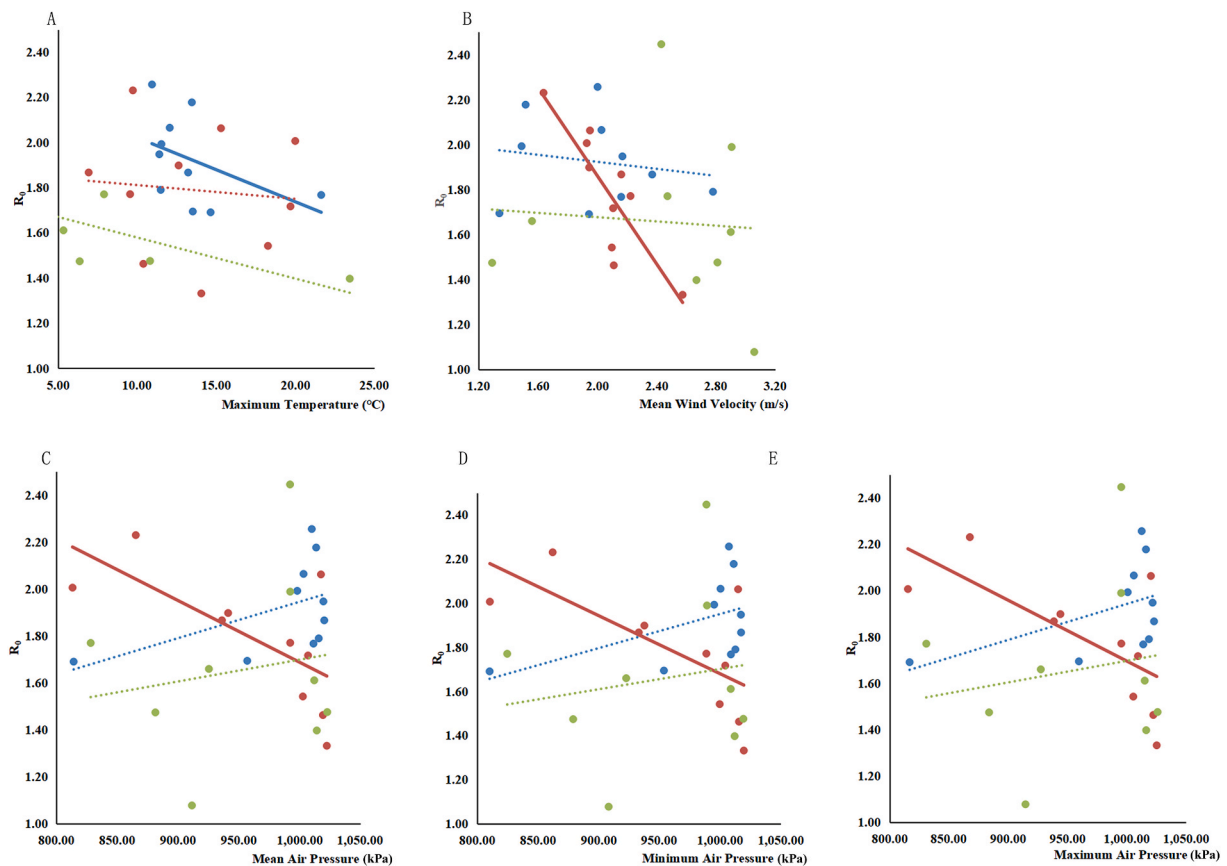 A
B
2.40
2.20
2.00
1.80
1.60
1.40
1.20
1.00
R0
5.00 10.00 15.00 20.00 25.00
Maximum Temperature (°C)
2.40
2.20
2.00
1.80
1.60
1.40
1.20
1.00
R0
1.20 1.60 2.00 2.40 2.80 3.20
Mean Wind Velocity (m/s)
C
D
E
2.40
2.20
2.00
1.80
1.60
1.40
1.20
1.00
R0
800.00 850.00 900.00 950.00 1,000.00 1,050.00
Mean Air Pressure (kPa)
2.40
2.20
2.00
1.80
1.60
1.40
1.20
1.00
R0
800.00 850.00 900.00 950.00 1,000.00 1,050.00
Minimum Air Pressure (kPa)
2.40
2.20
2.00
1.80
1.60
1.40
1.20
1.00
R0
800.00 850.00 900.00 950.00 1,000.00 1,050.00
Maximum Air Pressure (kPa)